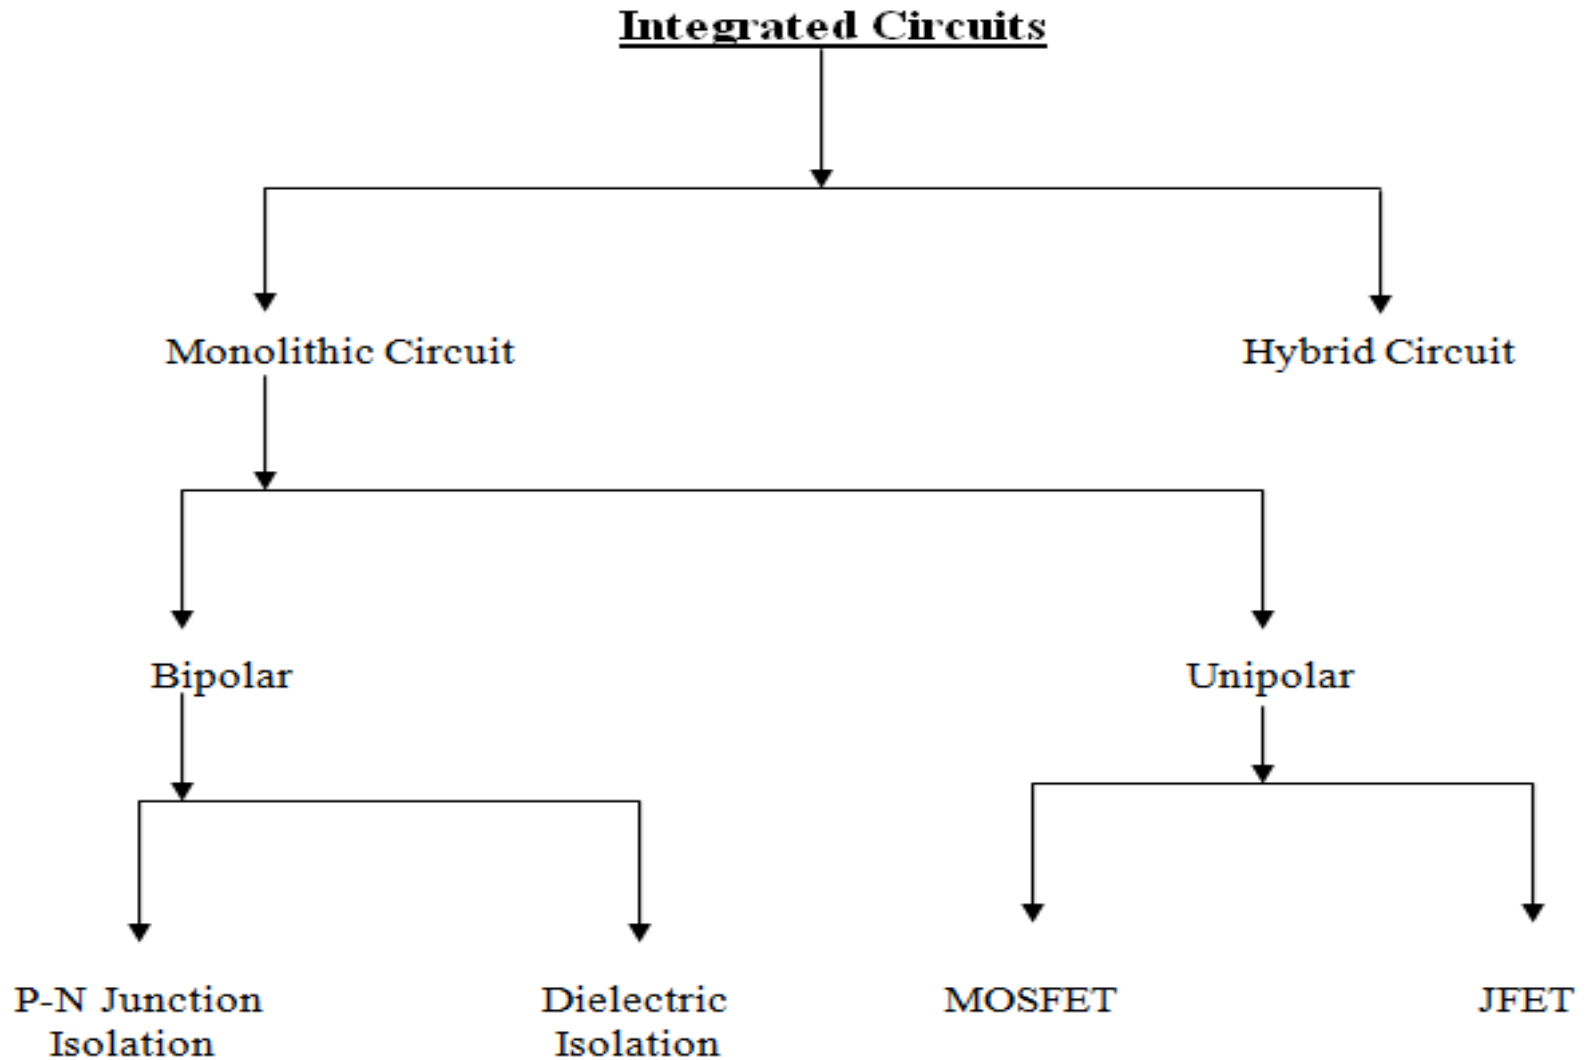 Integrated Circuits
Monolithic Circuit
Hybrid Circuit
Bipolar
Unipolar
P-N Junction
Isolation
Dielectric
Isolation
MOSFET
JFET